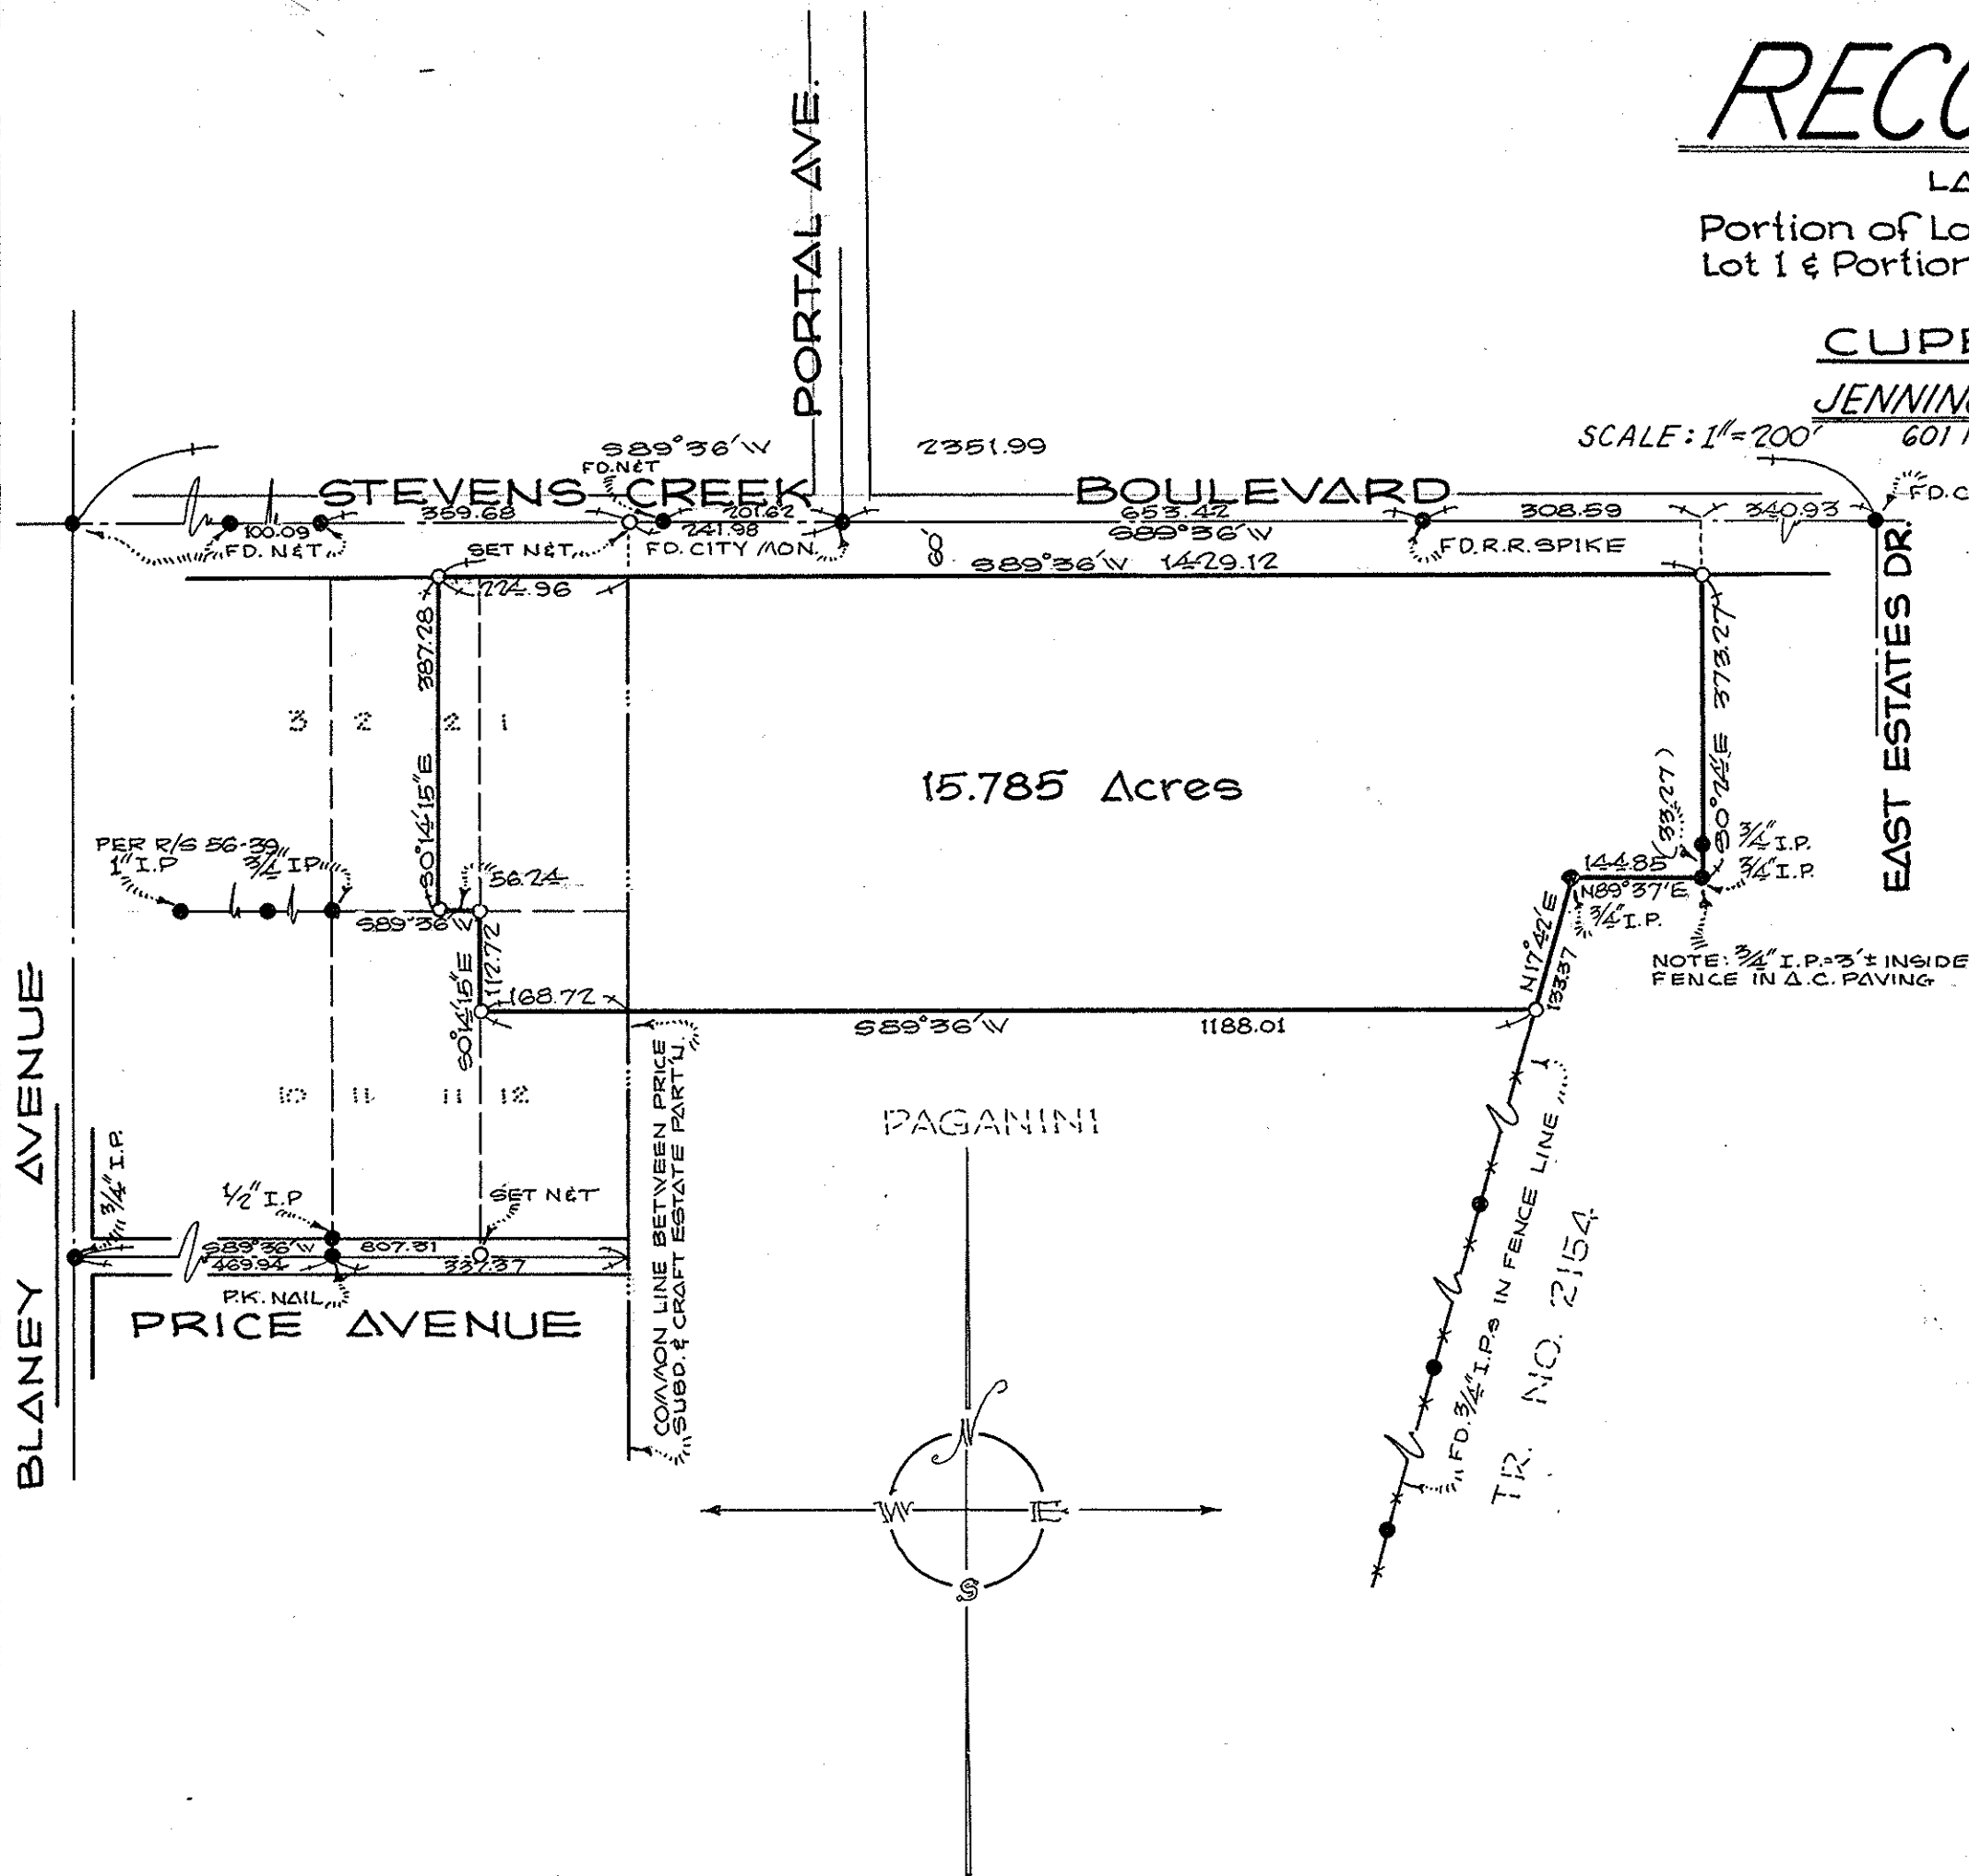 RECO
LA
Portion of Lo
Lot 1 & Portion
CUPE
JENNIN
SCALE: 1"=200'
601
PORTAL AVE.
S89°36'W
2351.99
FD. N&T
STEVENS CREEK BOULEVARD
100.09
FD. N&T
359.68
SET N&T
201.62
241.98
FD. CITY MON.
653.42
S89°36'W
FD. R.R. SPIKE
308.59
340.93
FD. C
EAST ESTATES DR.
60'
S89°36'W 1429.12
224.96
387.28
S0°14'15"E
3 2 2 1
15.785 Acres
373.27
S0°24'E
(33.27)
3/4" I.P.
3/4" I.P.
144.85
N89°37'E
3/4" I.P.
N17°42'E
133.37
NOTE: 3/4" I.P.=3'± INSIDE
FENCE IN A.C. PAVING
PER R/S 56-39
1" I.P
3/4" I.P.
56.24
S89°36'W
112.72
S0°14'15"E
168.72
S89°36'W 1188.01
10 11 11 12
PAGANINI
COMMON LINE BETWEEN PRICE
SUBD. & CRAFT ESTATE PART'N.
FD. 3/4" I.P.s IN FENCE LINE
TR. NO. 2154
BLANEY AVENUE
3/4" I.P.
1/2" I.P
SET N&T
S89°36'W 807.31
469.94
337.37
P.K. NAIL
PRICE AVENUE
N
W E
S